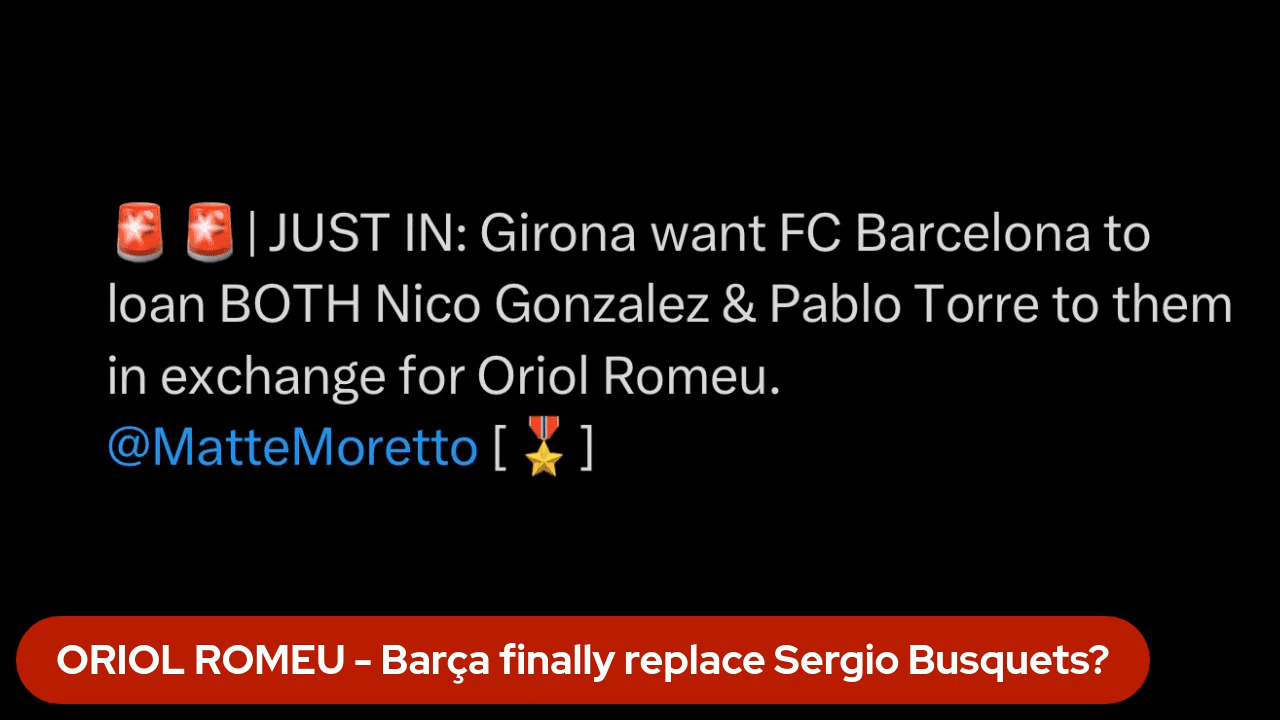 🚨🚨| JUST IN: Girona want FC Barcelona to
loan BOTH Nico Gonzalez & Pablo Torre to them
in exchange for Oriol Romeu.
@MatteMoretto [🎖️]
ORIOL ROMEU - Barça finally replace Sergio Busquets?